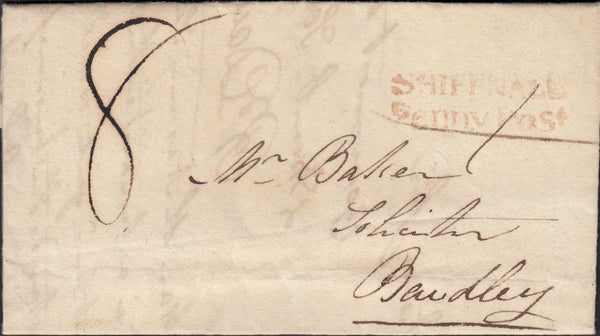 8
SHIFFNALL
Penny Post
Mr Baker
Solicitor
Bewdley